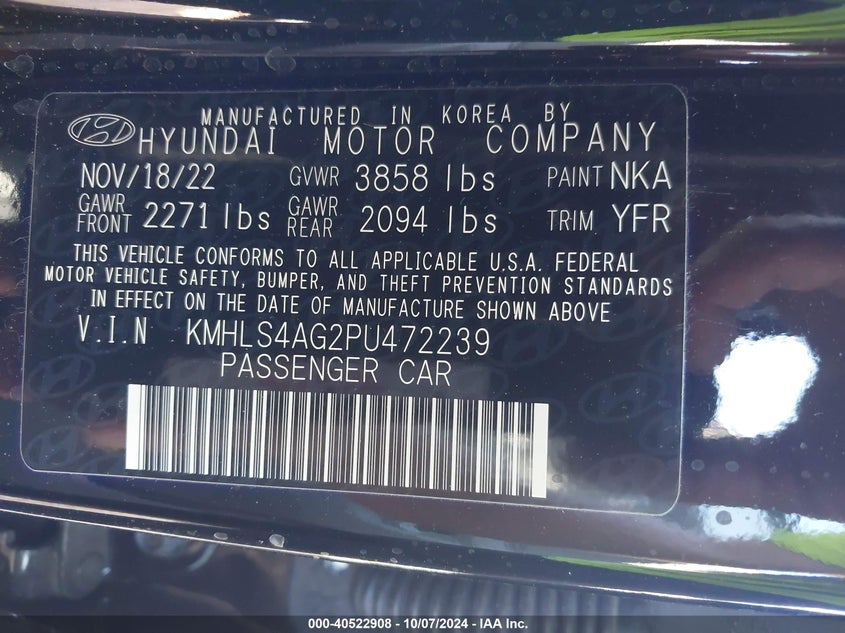 MANUFACTURED IN KOREA BY
HYUNDAI MOTOR COMPANY
NOV/18/22 GVWR 3858 lbs PAINT NKA
GAWR FRONT 2271 lbs GAWR REAR 2094 lbs TRIM YFR
THIS VEHICLE CONFORMS TO ALL APPLICABLE U.S.A. FEDERAL
MOTOR VEHICLE SAFETY, BUMPER, AND THEFT PREVENTION STANDARDS
IN EFFECT ON THE DATE OF MANUFACTURE SHOWN ABOVE
V.I.N KMHLS4AG2PU472239
PASSENGER CAR
000-40522908 - 10/07/2024 - IAA Inc.